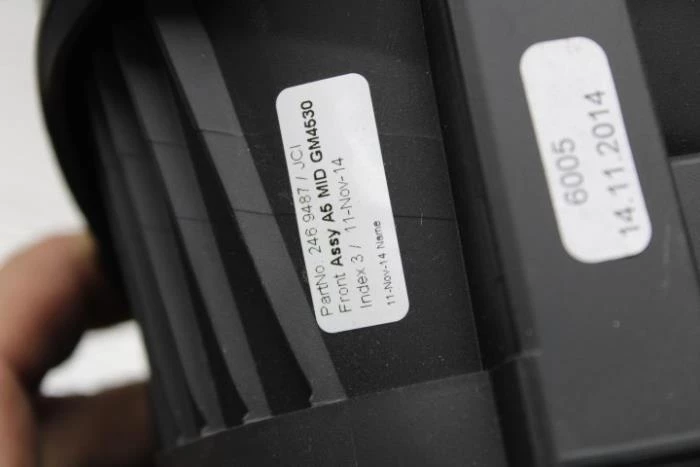 PartNo. 246 9487 / JCI
Front Assy A5 MID GM4530
Index 3 / 11-Nov-14
11-Nov-14 Name
6005
14.11.2014